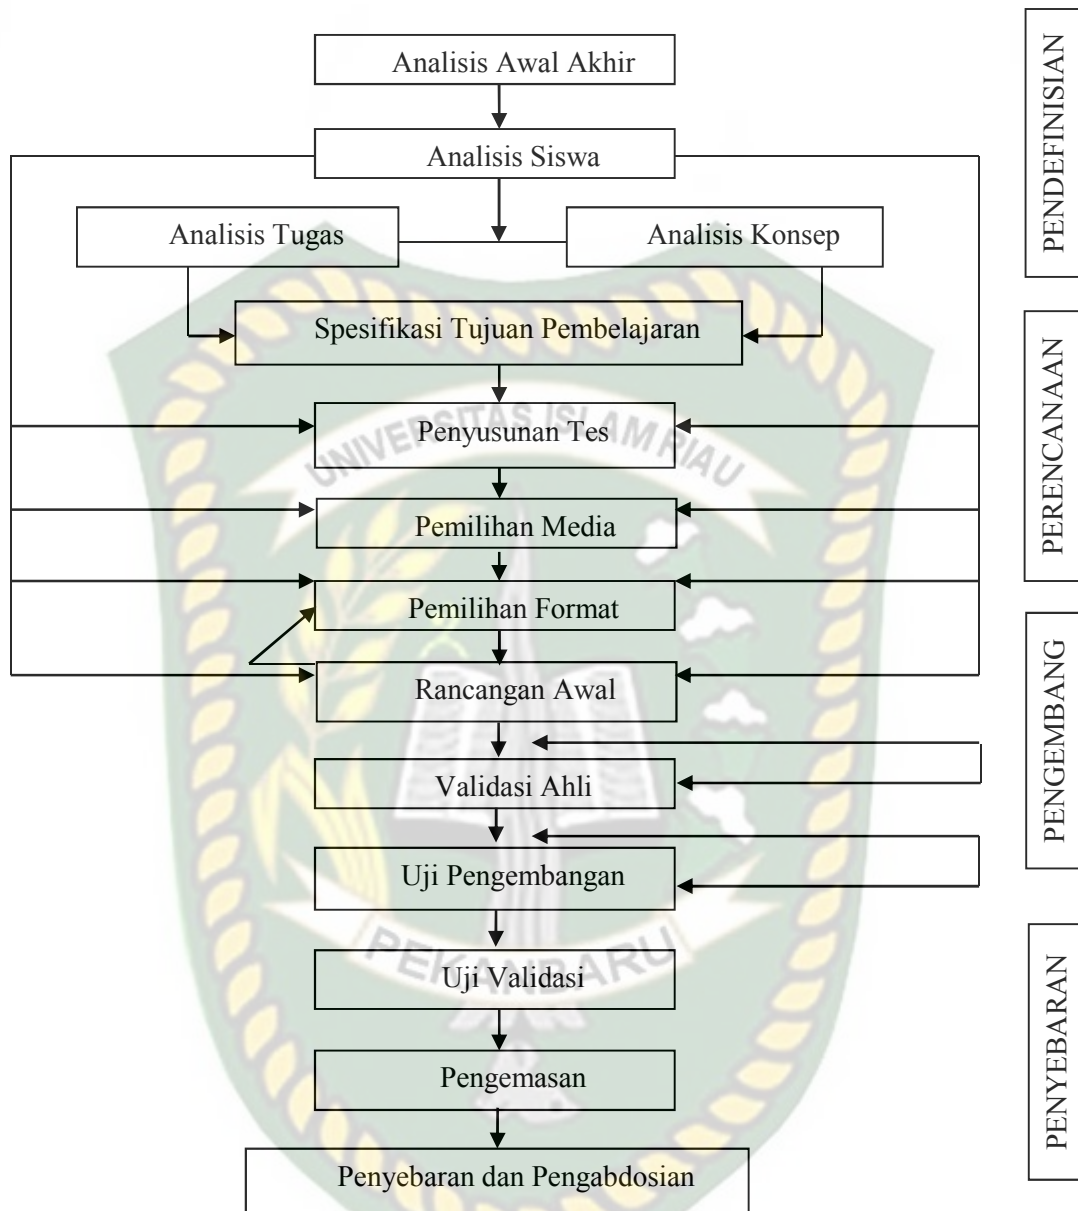 Analisis Awal Akhir
Analisis Siswa
Analisis Tugas
Analisis Konsep
Spesifikasi Tujuan Pembelajaran
Penyusunan Tes
Pemilihan Media
Pemilihan Format
Rancangan Awal
Validasi Ahli
Uji Pengembangan
Uji Validasi
Pengemasan
Penyebaran dan Pengabdosian
PENDEFINISIAN
PERENCANAAN
PENGEMBANG
PENYEBARAN
UNIVERSITAS ISLAM RIAU
PEKANBARU